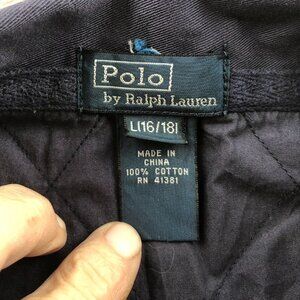 Polo
by Ralph Lauren
L(16/18)
MADE IN
CHINA
100% COTTON
RN 41381